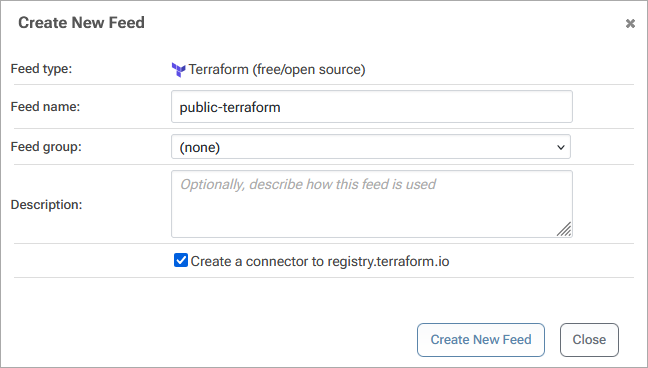 Create New Feed
Feed type: Terraform (free/open source)
Feed name: public-terraform
Feed group: (none)
Description: Optionally, describe how this feed is used
Create a connector to registry.terraform.io
Create New Feed Close